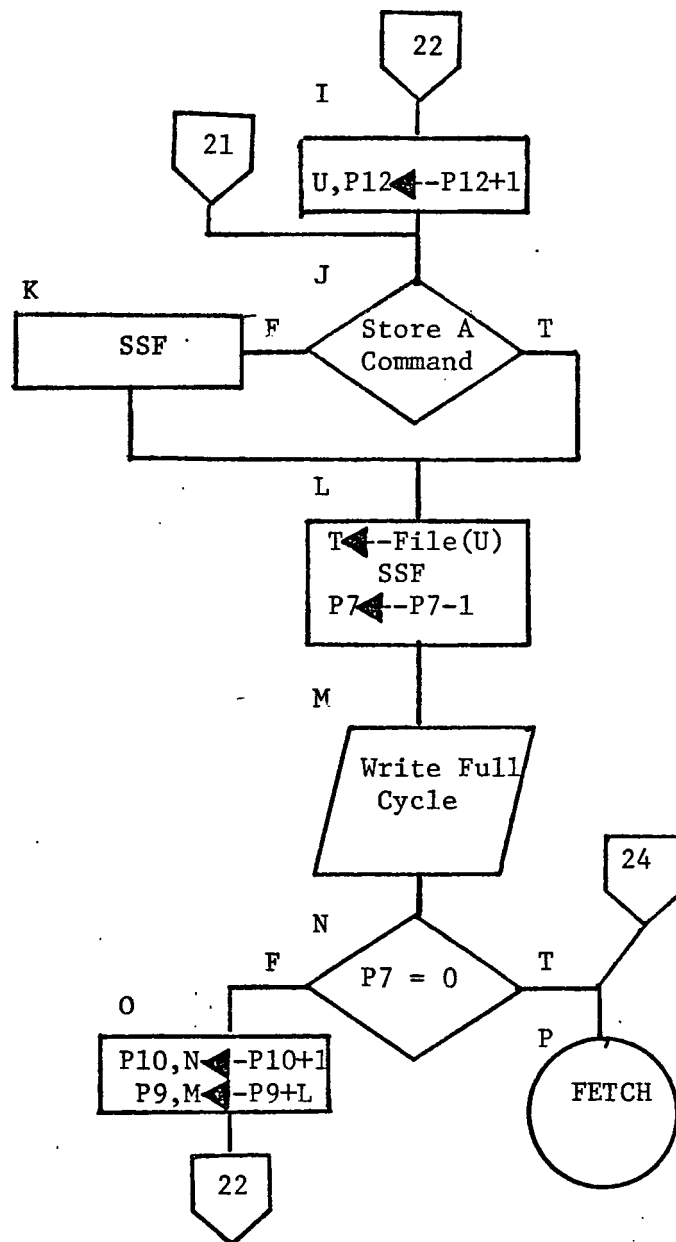 22
I
21
U,P12◀--P12+1
J
K
SSF
F
Store A
Command
T
L
T◀--File(U)
SSF
P7◀--P7-1
M
Write Full
Cycle
24
N
F
P7 = 0
T
O
P10,N◀-P10+1
P9,M◀-P9+L
P
FETCH
22